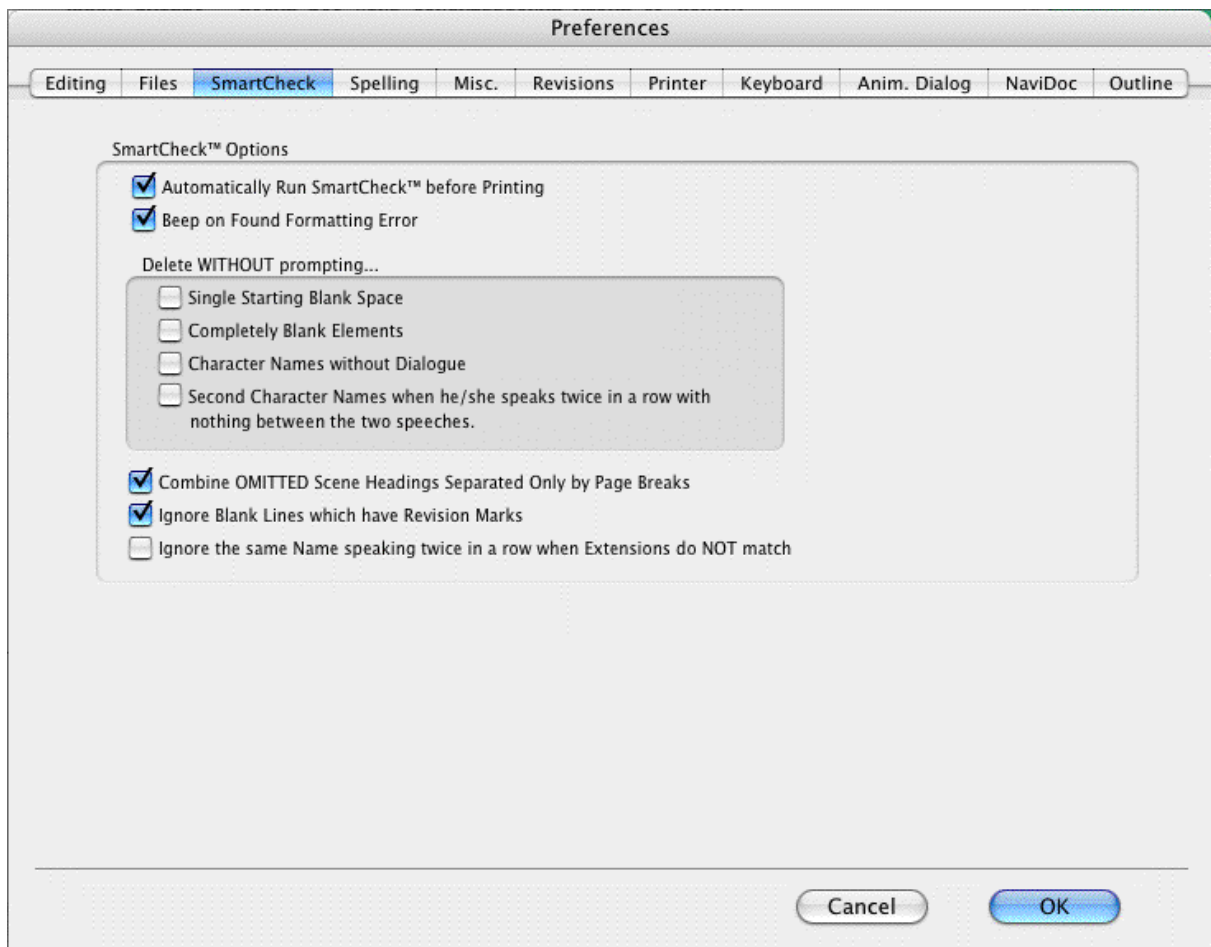 Preferences
Editing Files SmartCheck Spelling Misc. Revisions Printer Keyboard Anim. Dialog NaviDoc Outline
SmartCheck™ Options
Automatically Run SmartCheck™ before Printing
Beep on Found Formatting Error
Delete WITHOUT prompting...
Single Starting Blank Space
Completely Blank Elements
Character Names without Dialogue
Second Character Names when he/she speaks twice in a row with
nothing between the two speeches.
Combine OMITTED Scene Headings Separated Only by Page Breaks
Ignore Blank Lines which have Revision Marks
Ignore the same Name speaking twice in a row when Extensions do NOT match
Cancel OK